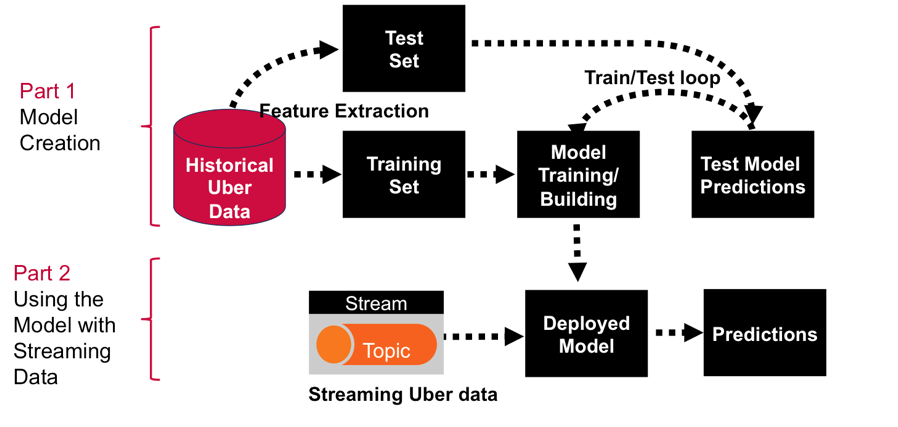 Part 1
Model
Creation
Test
Set
Train/Test loop
Feature Extraction
Historical
Uber
Data
Training
Set
Model
Training/
Building
Test Model
Predictions
Part 2
Using the
Model with
Streaming
Data
Stream
Topic
Streaming Uber data
Deployed
Model
Predictions